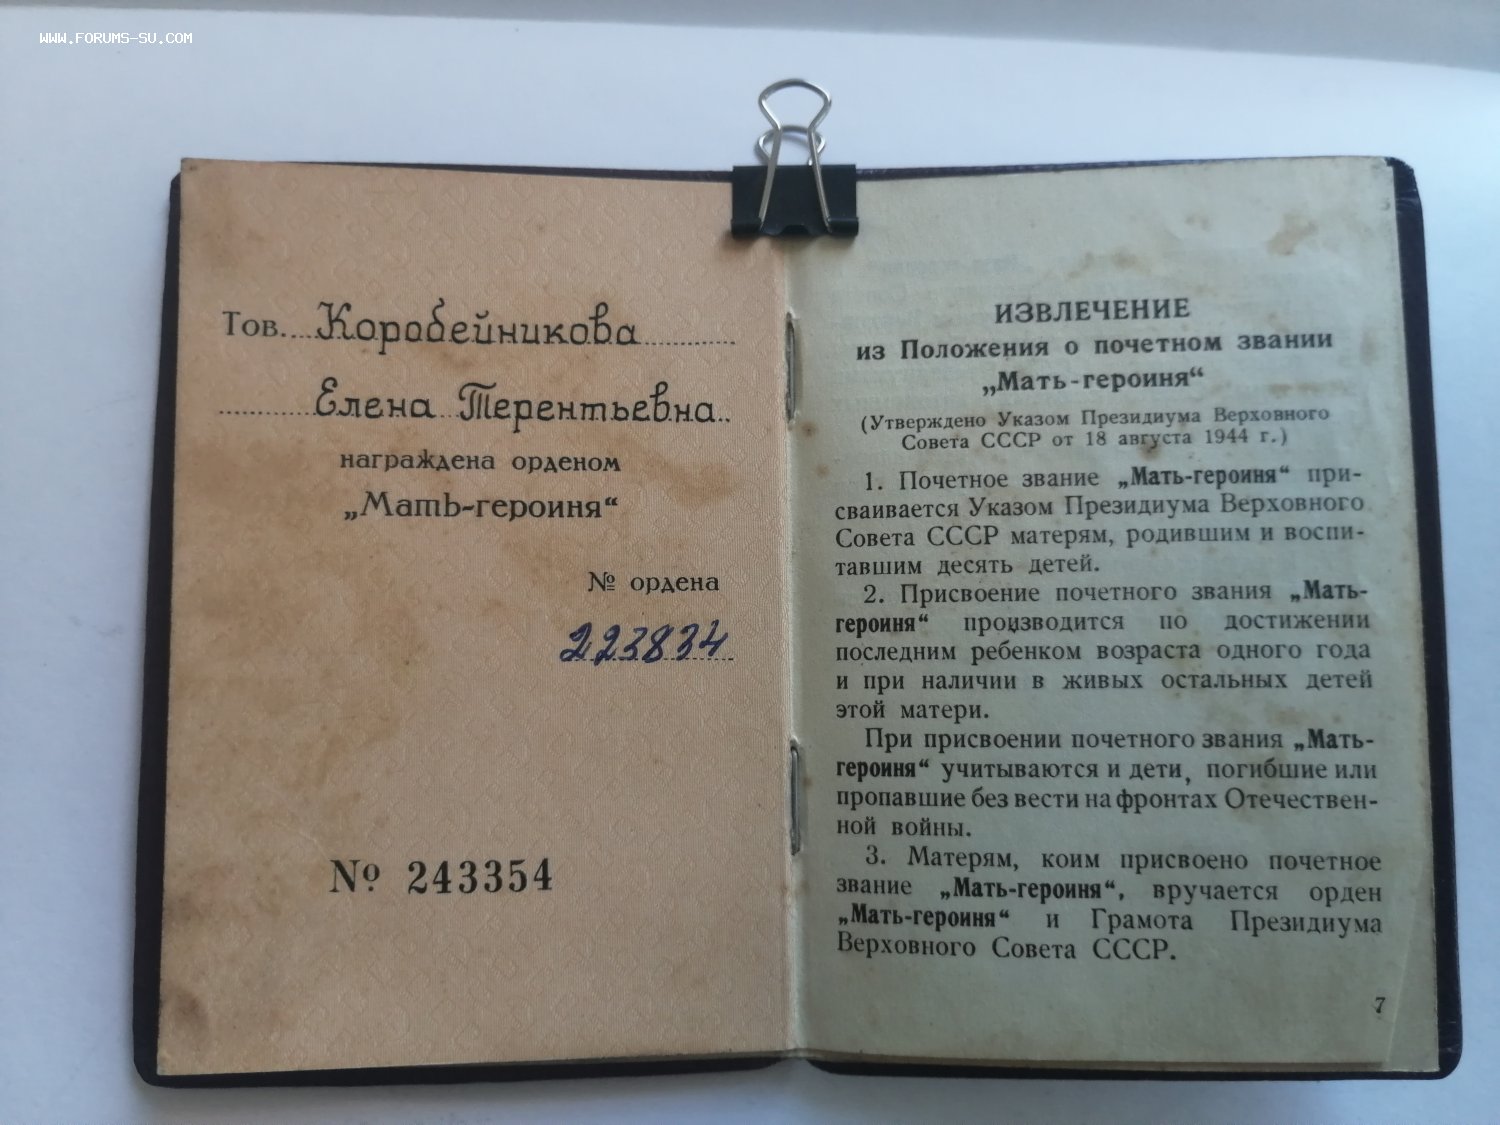 WWW.FORUMS-SU.COM
Тов. Коробейникова
Елена Терентьевна
награждена орденом
„Мать-героиня“
№ ордена
223834
№ 243354
ИЗВЛЕЧЕНИЕ
из Положения о почетном звании
„Мать-героиня“
(Утверждено Указом Президиума Верховного
Совета СССР от 18 августа 1944 г.)
1. Почетное звание „Мать-героиня“ при-
сваивается Указом Президиума Верховного
Совета СССР матерям, родившим и воспи-
тавшим десять детей.
2. Присвоение почетного звания „Мать-
героиня“ производится по достижении
последним ребенком возраста одного года
и при наличии в живых остальных детей
этой матери.
При присвоении почетного звания „Мать-
героиня“ учитываются и дети, погибшие или
пропавшие без вести на фронтах Отечествен-
ной войны.
3. Матерям, коим присвоено почетное
звание „Мать-героиня“, вручается орден
„Мать-героиня“ и Грамота Президиума
Верховного Совета СССР.
7